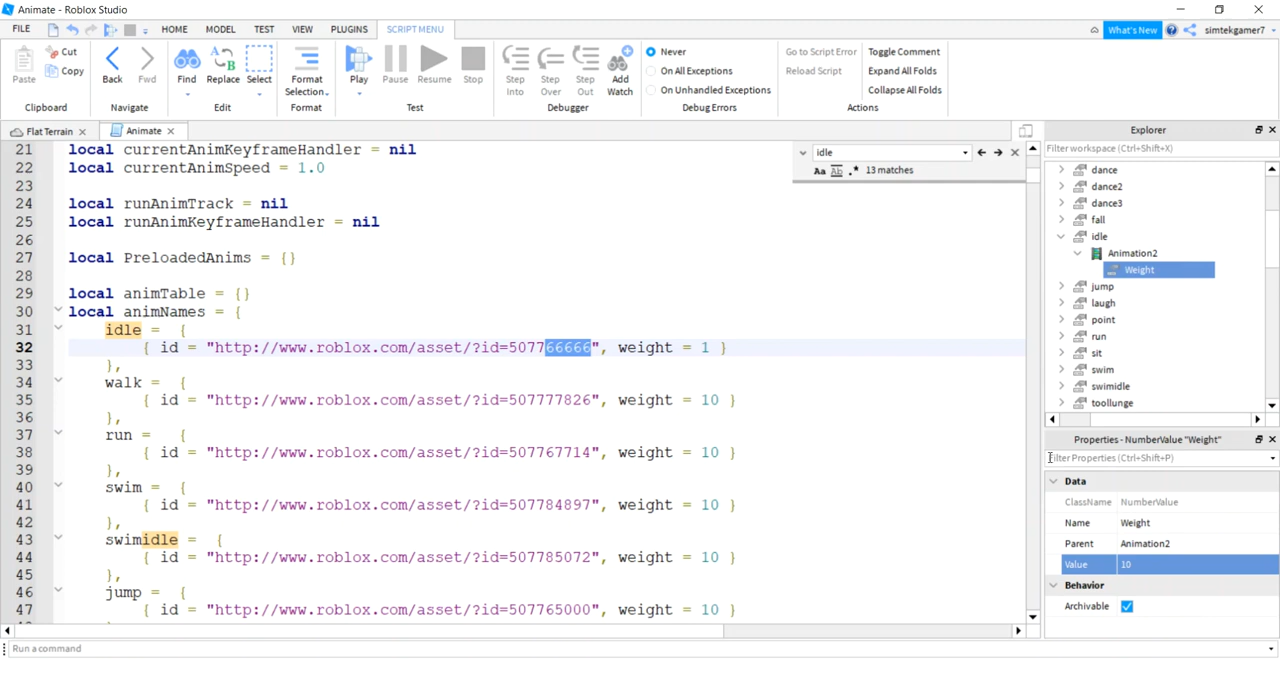 Animate - Roblox Studio
FILE HOME MODEL TEST VIEW PLUGINS SCRIPT MENU What's New simtekgamer7
Paste Cut Copy Back Fwd Find Replace Select Format Selection Play Pause Resume Stop Step Into Step Over Step Out Add Watch Never On All Exceptions On Unhandled Exceptions Go to Script Error Reload Script Toggle Comment Expand All Folds Collapse All Folds
Clipboard Navigate Edit Format Test Debugger Debug Errors Actions
Flat Terrain Animate Explorer
Filter workspace (Ctrl+Shift+X)
idle
Aa Ab .* 13 matches
21 local currentAnimKeyframeHandler = nil
22 local currentAnimSpeed = 1.0
23
24 local runAnimTrack = nil
25 local runAnimKeyframeHandler = nil
26
27 local PreloadedAnims = {}
28
29 local animTable = {}
30 local animNames = {
31 idle = {
32 { id = "http://www.roblox.com/asset/?id=507766666", weight = 1 }
33 },
34 walk = {
35 { id = "http://www.roblox.com/asset/?id=507777826", weight = 10 }
36 },
37 run = {
38 { id = "http://www.roblox.com/asset/?id=507767714", weight = 10 }
39 },
40 swim = {
41 { id = "http://www.roblox.com/asset/?id=507784897", weight = 10 }
42 },
43 swimidle = {
44 { id = "http://www.roblox.com/asset/?id=507785072", weight = 10 }
45 },
46 jump = {
47 { id = "http://www.roblox.com/asset/?id=507765000", weight = 10 }
dance
dance2
dance3
fall
idle
Animation2
Weight
jump
laugh
point
run
sit
swim
swimidle
toollunge
Properties - NumberValue "Weight"
Filter Properties (Ctrl+Shift+P)
Data
ClassName NumberValue
Name Weight
Parent Animation2
Value 10
Behavior
Archivable
Run a command